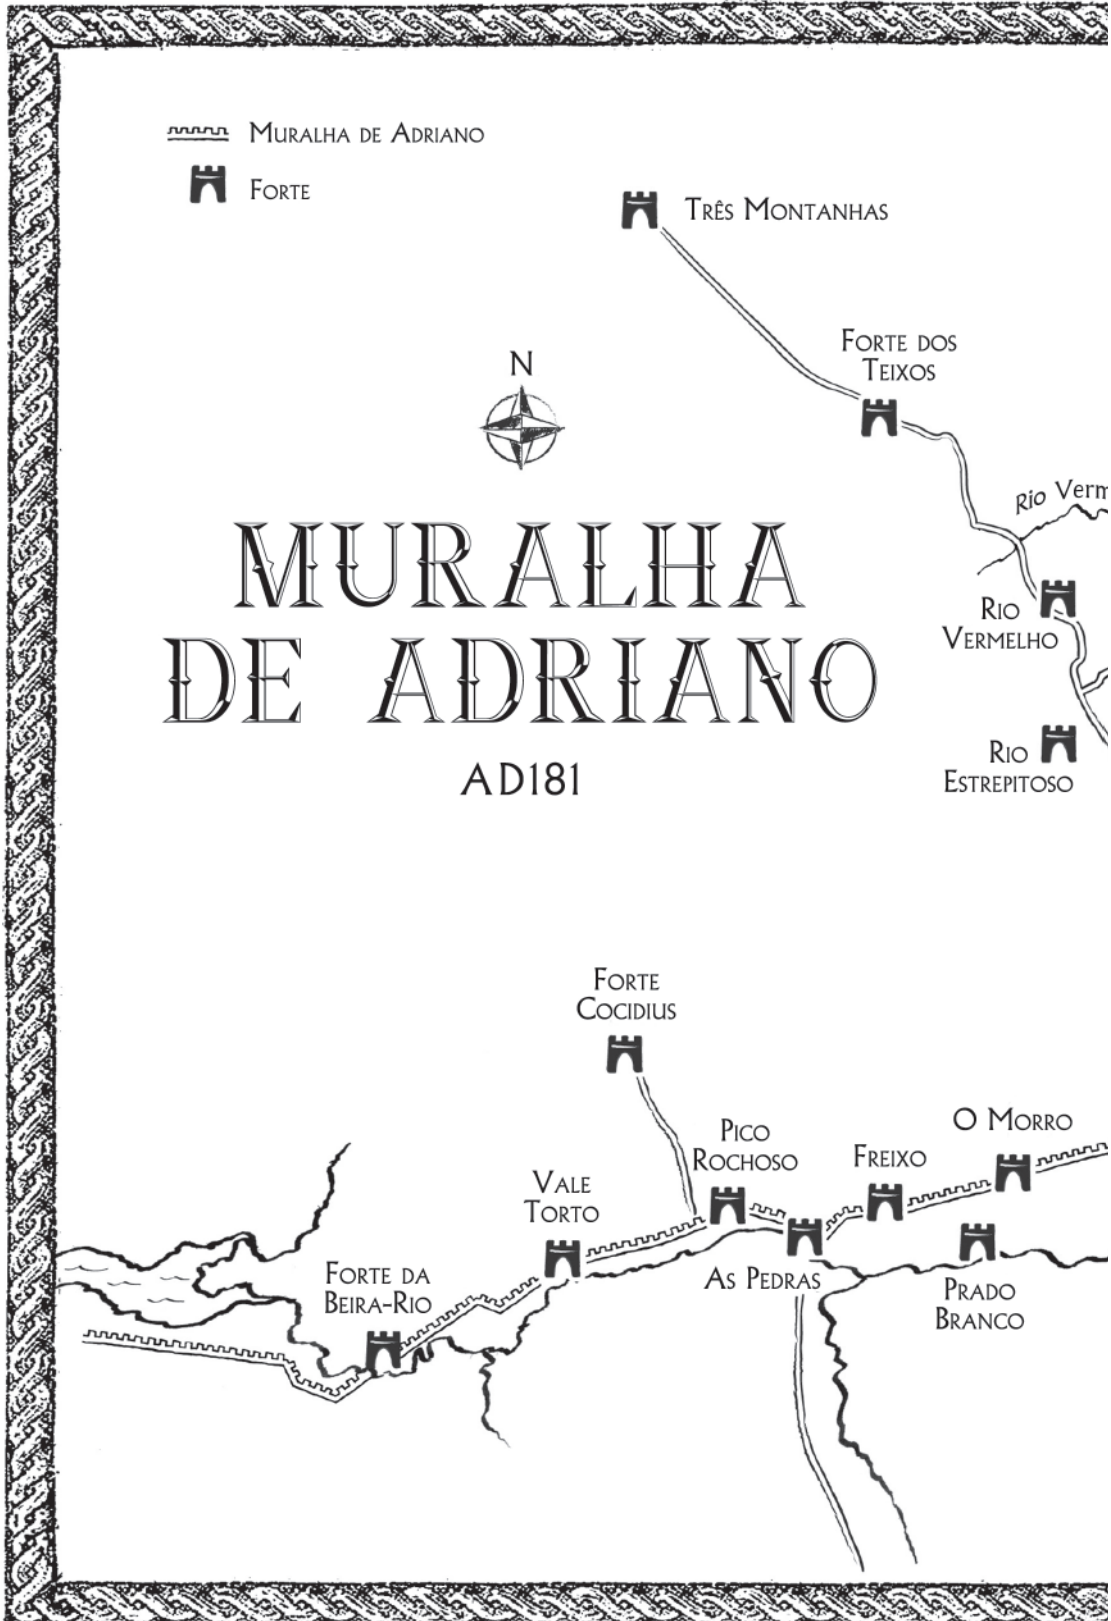 Muralha de Adriano
Forte
Três Montanhas
Forte dos
Teixos
N
MURALHA
DE ADRIANO
AD181
Rio Verm
Rio
Vermelho
Rio
Estrepitoso
Forte
Cocidius
O Morro
Pico
Rochoso
Freixo
Vale
Torto
Forte da
Beira-Rio
As Pedras
Prado
Branco